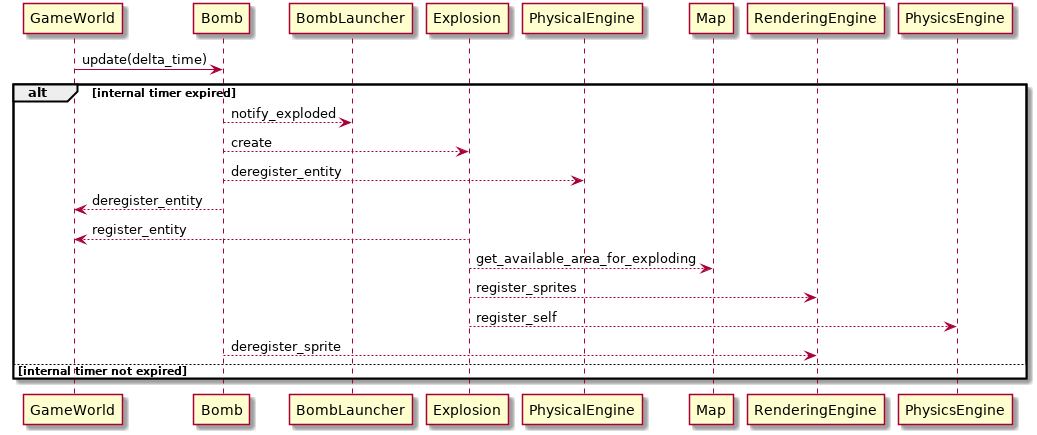 GameWorld Bomb BombLauncher Explosion PhysicalEngine Map RenderingEngine PhysicsEngine
update(delta_time)
alt [internal timer expired]
notify_exploded
create
deregister_entity
deregister_entity
register_entity
get_available_area_for_exploding
register_sprites
register_self
deregister_sprite
[internal timer not expired]
GameWorld Bomb BombLauncher Explosion PhysicalEngine Map RenderingEngine PhysicsEngine